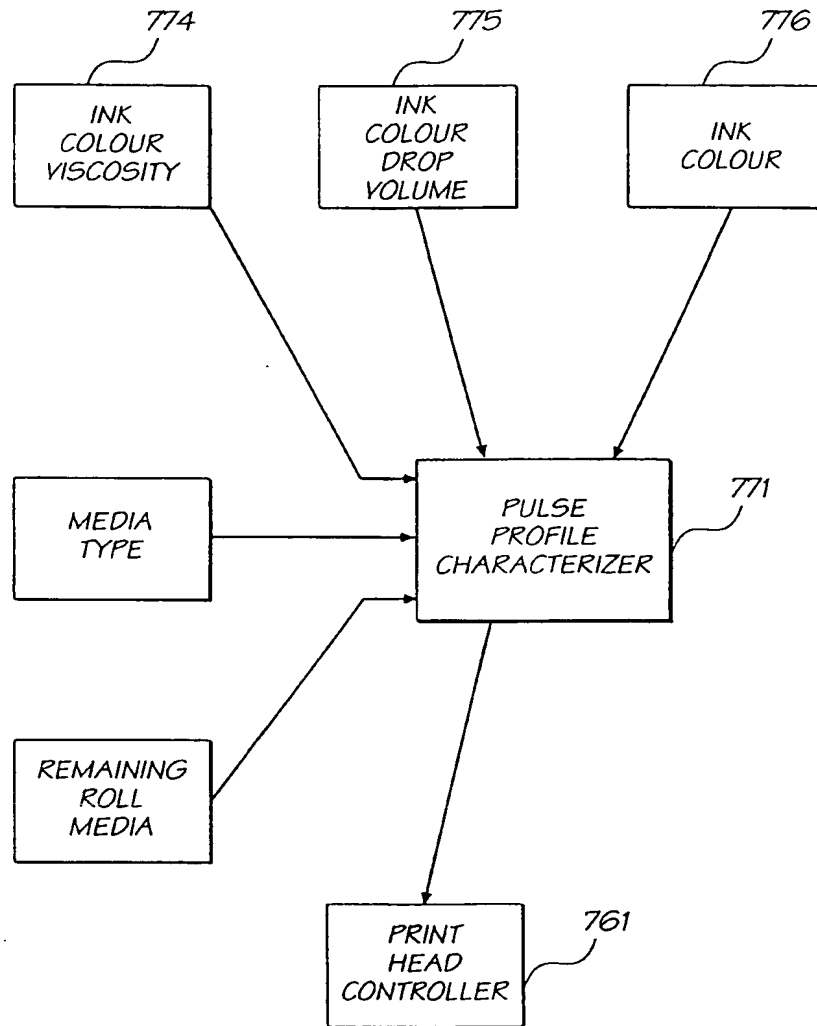 774
775
776
INK
COLOUR
VISCOSITY
INK
COLOUR
DROP
VOLUME
INK
COLOUR
MEDIA
TYPE
PULSE
PROFILE
CHARACTERIZER
771
REMAINING
ROLL
MEDIA
PRINT
HEAD
CONTROLLER
761